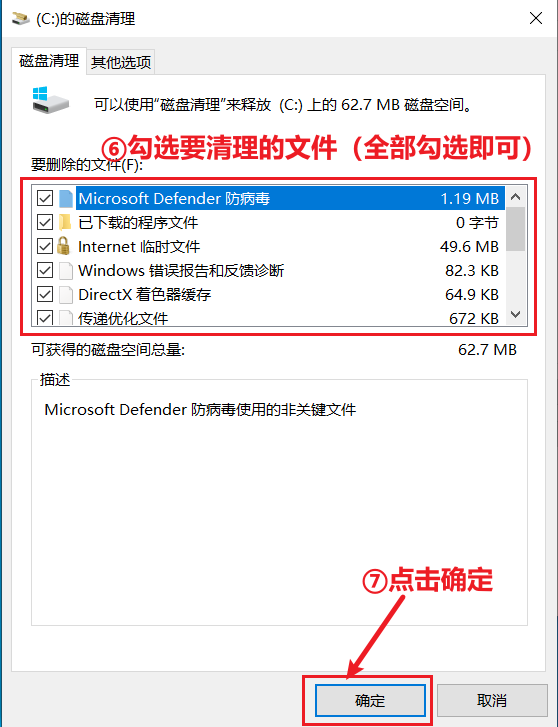 (C:)的磁盘清理
磁盘清理 其他选项
可以使用“磁盘清理”来释放 (C:) 上的 62.7 MB 磁盘空间。
⑥勾选要清理的文件（全部勾选即可）
要删除的文件(F):
Microsoft Defender 防病毒 1.19 MB
已下载的程序文件 0 字节
Internet 临时文件 49.6 MB
Windows 错误报告和反馈诊断 82.3 KB
DirectX 着色器缓存 64.9 KB
传递优化文件 672 KB
可获得的磁盘空间总量: 62.7 MB
描述
Microsoft Defender 防病毒使用的非关键文件
⑦点击确定
确定 取消